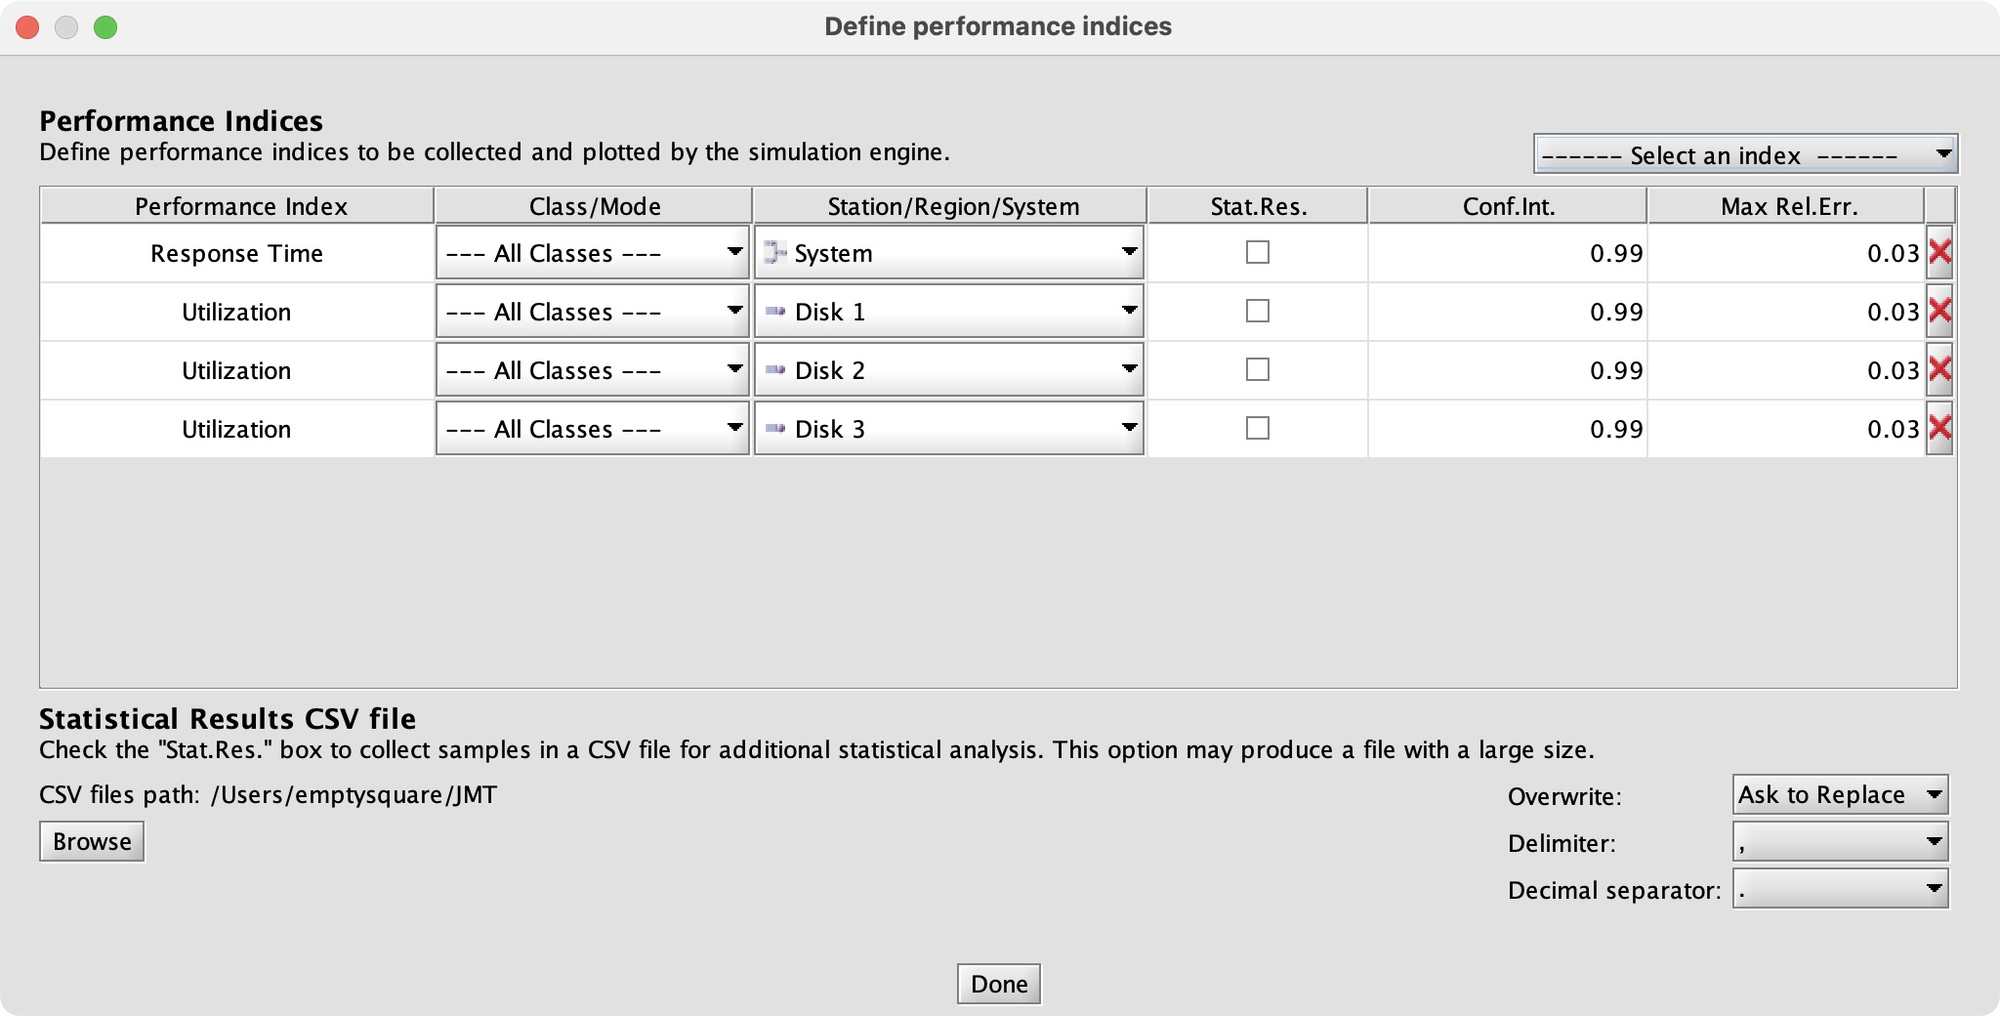 Define performance indices
Performance Indices
Define performance indices to be collected and plotted by the simulation engine.
------ Select an index ------
Performance Index Class/Mode Station/Region/System Stat.Res. Conf.Int. Max Rel.Err.
Response Time --- All Classes --- System 0.99 0.03
Utilization --- All Classes --- Disk 1 0.99 0.03
Utilization --- All Classes --- Disk 2 0.99 0.03
Utilization --- All Classes --- Disk 3 0.99 0.03
Statistical Results CSV file
Check the "Stat.Res." box to collect samples in a CSV file for additional statistical analysis. This option may produce a file with a large size.
CSV files path: /Users/emptysquare/JMT
Browse
Overwrite: Ask to Replace
Delimiter: ,
Decimal separator: .
Done